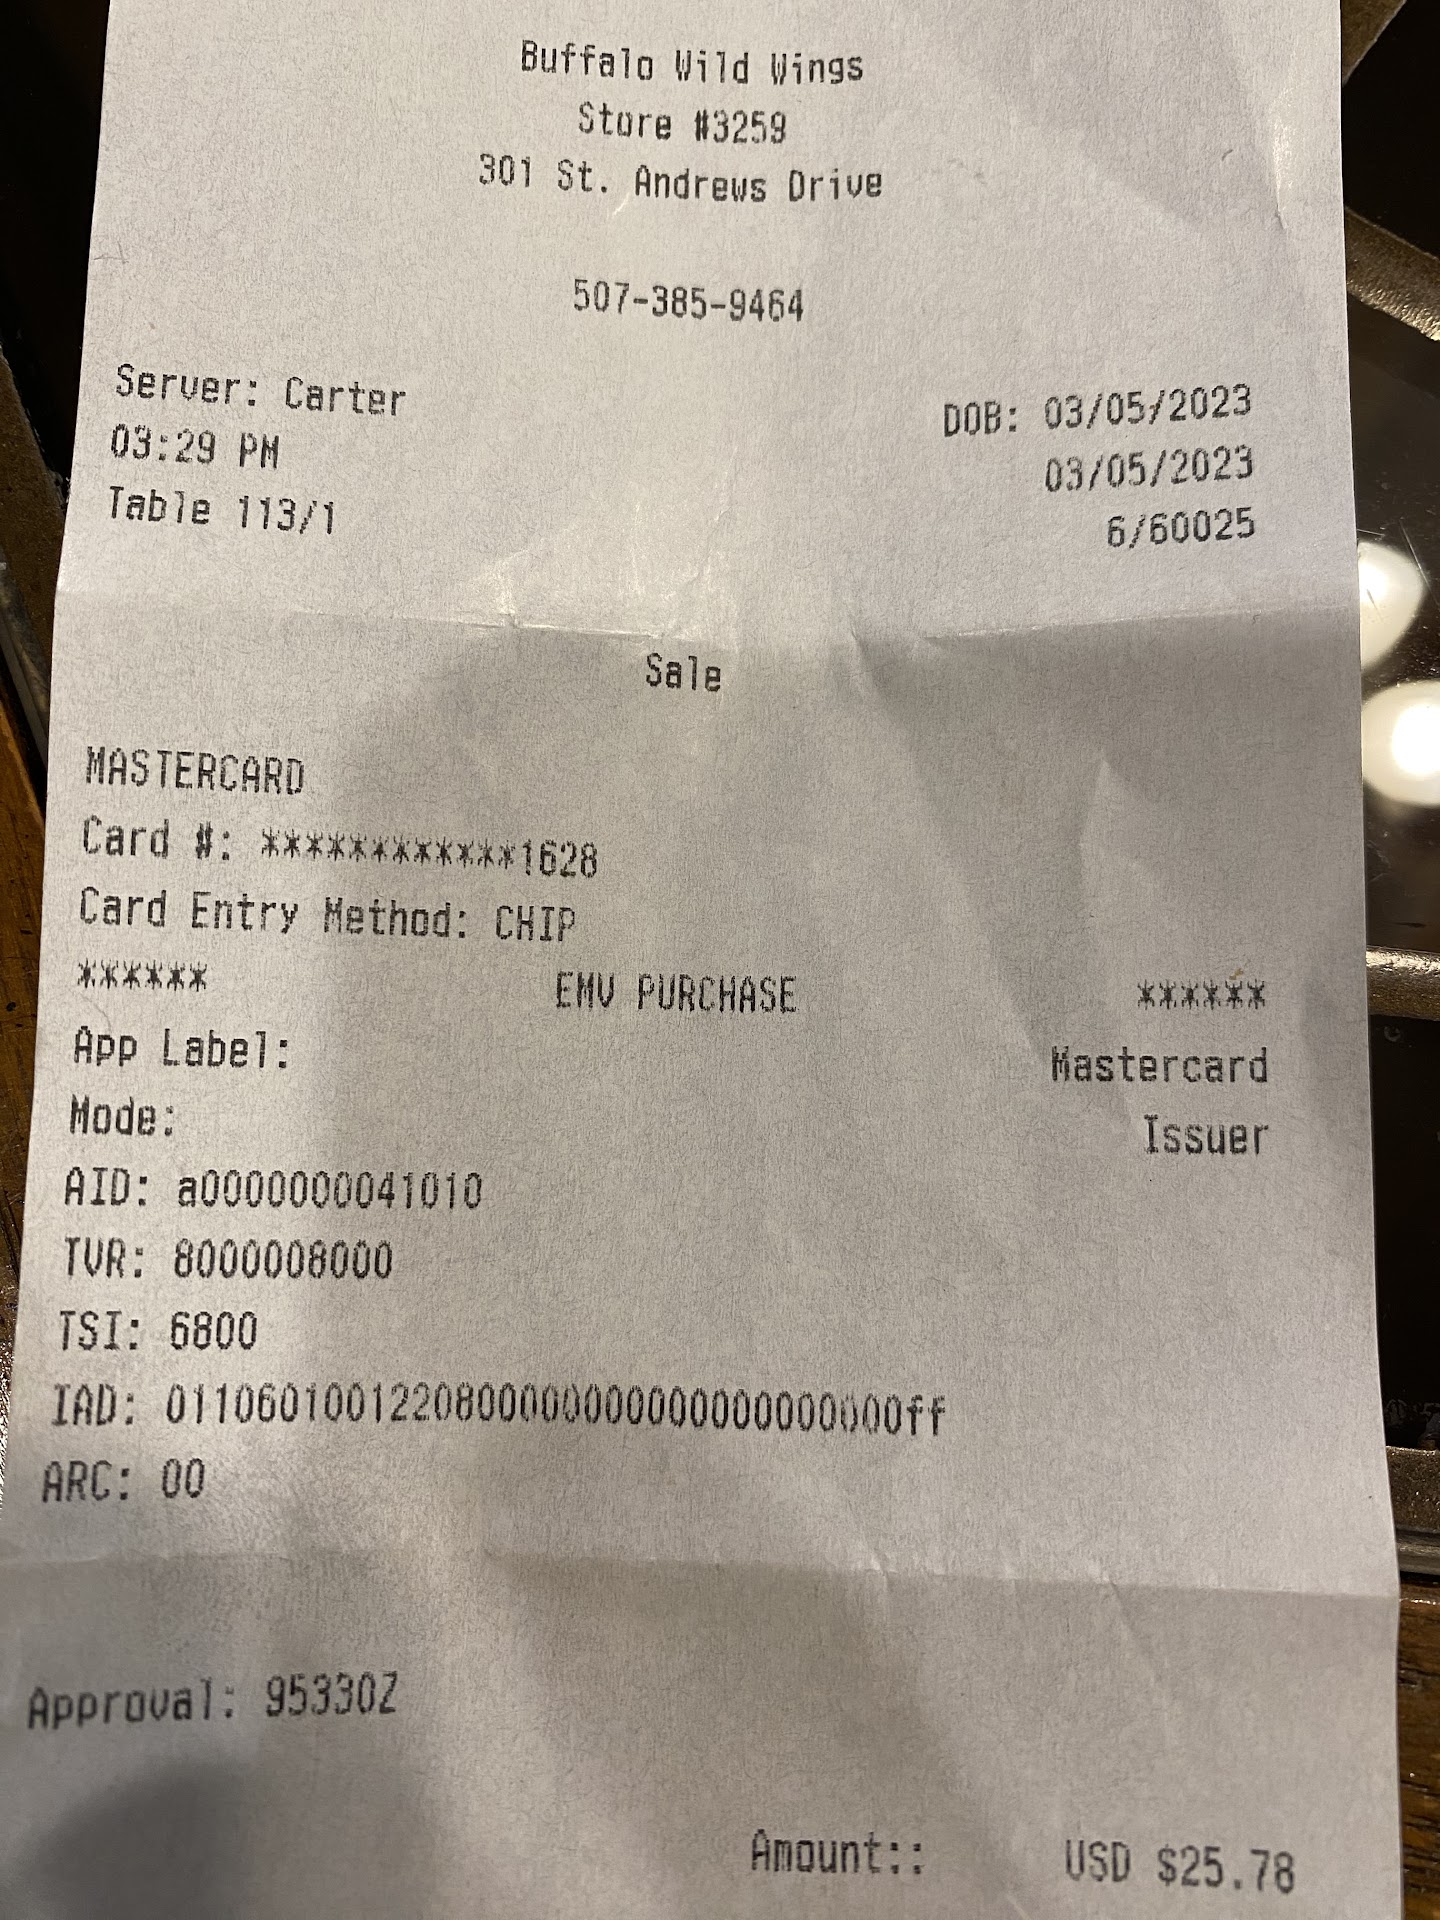 Buffalo Wild Wings
Store #3259
301 St. Andrews Drive
507-385-9464
Server: Carter DOB: 03/05/2023
03:29 PM 03/05/2023
Table 113/1 6/60025
Sale
MASTERCARD
Card #: ************1628
Card Entry Method: CHIP
****** EMV PURCHASE ******
App Label: Mastercard
Mode: Issuer
AID: a0000000041010
TVR: 8000008000
TSI: 6800
IAD: 0110601001220800000000000000000000ff
ARC: 00
Approval: 95330Z
Amount:: USD $25.78